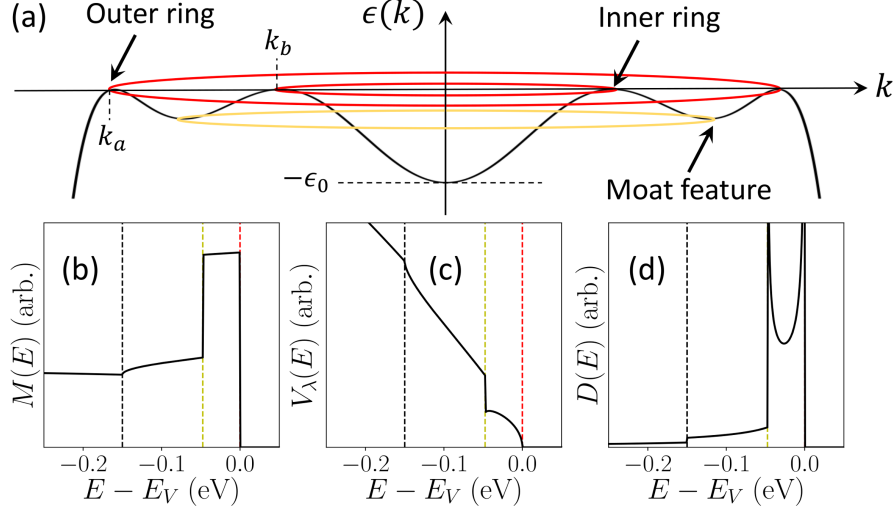 (a)
Outer ring
k_b
ϵ(k)
Inner ring
k
k_a
−ϵ_0
Moat feature
(b)
M(E) (arb.)
−0.2
−0.1
0.0
E − E_V (eV)
(c)
V_λ(E) (arb.)
−0.2
−0.1
0.0
E − E_V (eV)
(d)
D(E) (arb.)
−0.2
−0.1
0.0
E − E_V (eV)